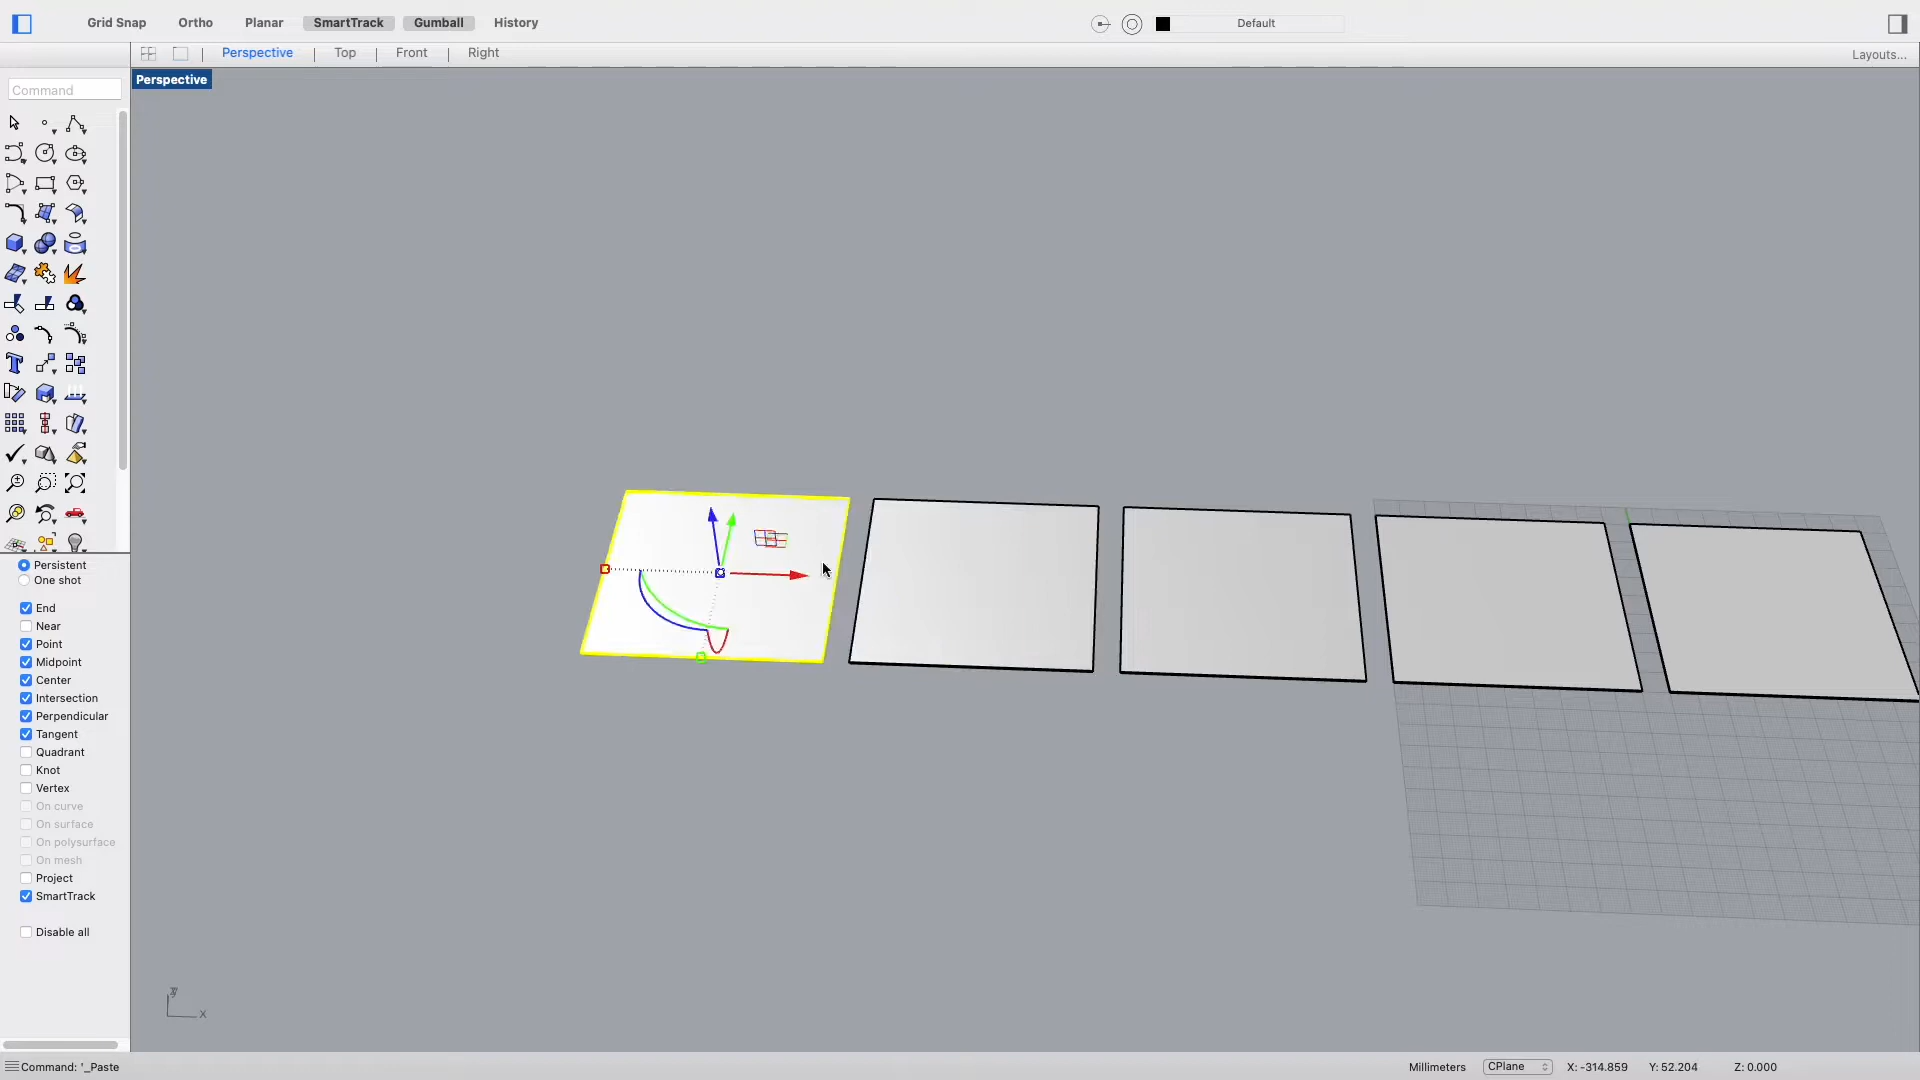 Grid Snap Ortho Planar SmartTrack Gumball History Default
Perspective Top Front Right Layouts...
Perspective
Command
Persistent
One shot
End
Near
Point
Midpoint
Center
Intersection
Perpendicular
Tangent
Quadrant
Knot
Vertex
On curve
On surface
On polysurface
On mesh
Project
SmartTrack
Disable all
x
Command: '_Paste Millimeters CPlane X: -314.859 Y: 52.204 Z: 0.000